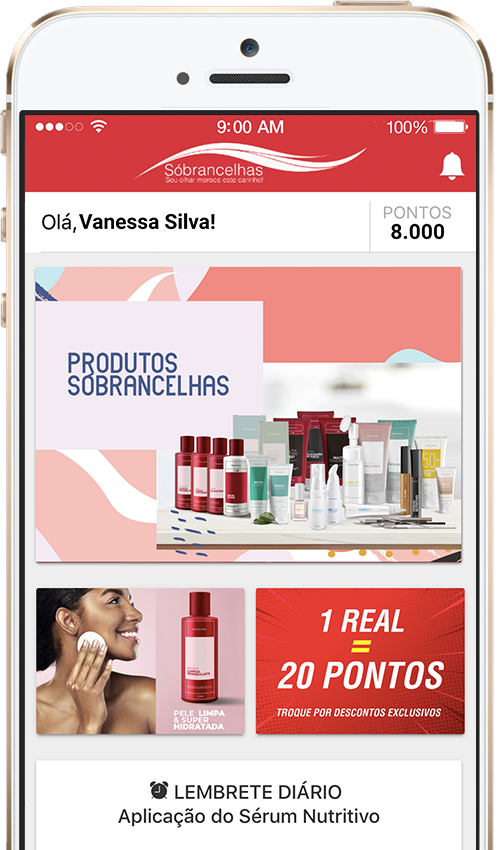 9:00 AM
100%
Sóbrancelhas
Seu olhar merece este carinho!
Olá, Vanessa Silva!
PONTOS
8.000
PRODUTOS
SÓBRANCELHAS
50
PELE LIMPA
& SUPER
HIDRATADA
1 REAL
=
20 PONTOS
TROQUE POR DESCONTOS EXCLUSIVOS
LEMBRETE DIÁRIO
Aplicação do Sérum Nutritivo